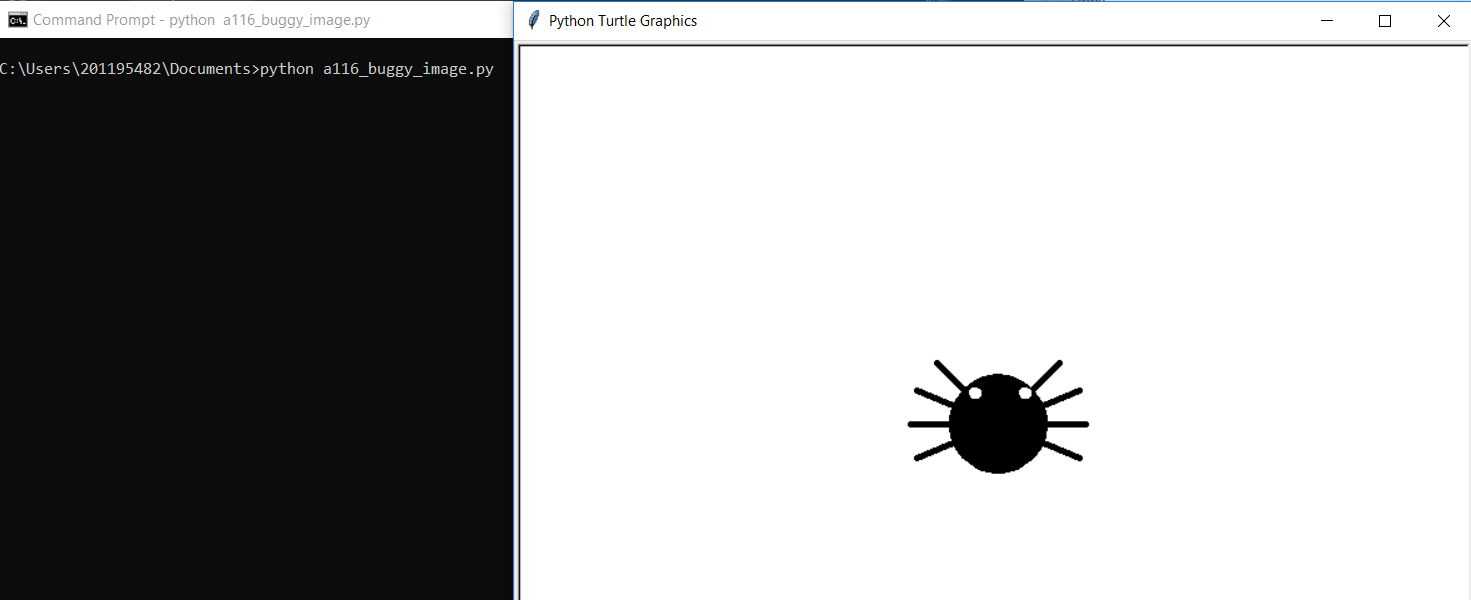 Command Prompt - python  a116_buggy_image.py
Python Turtle Graphics
C:\Users\201195482\Documents>python a116_buggy_image.py